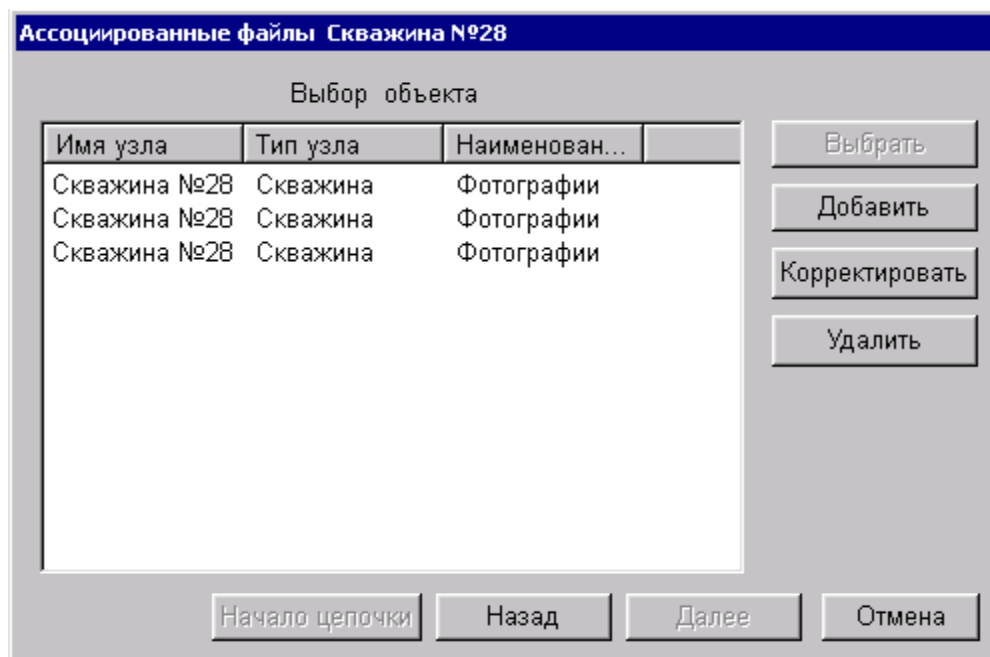 Ассоциированные файлы Скважина №28
Выбор объекта
Имя узла Тип узла Наименован...
Скважина №28 Скважина Фотографии
Скважина №28 Скважина Фотографии
Скважина №28 Скважина Фотографии
Выбрать
Добавить
Корректировать
Удалить
Начало цепочки Назад Далее Отмена